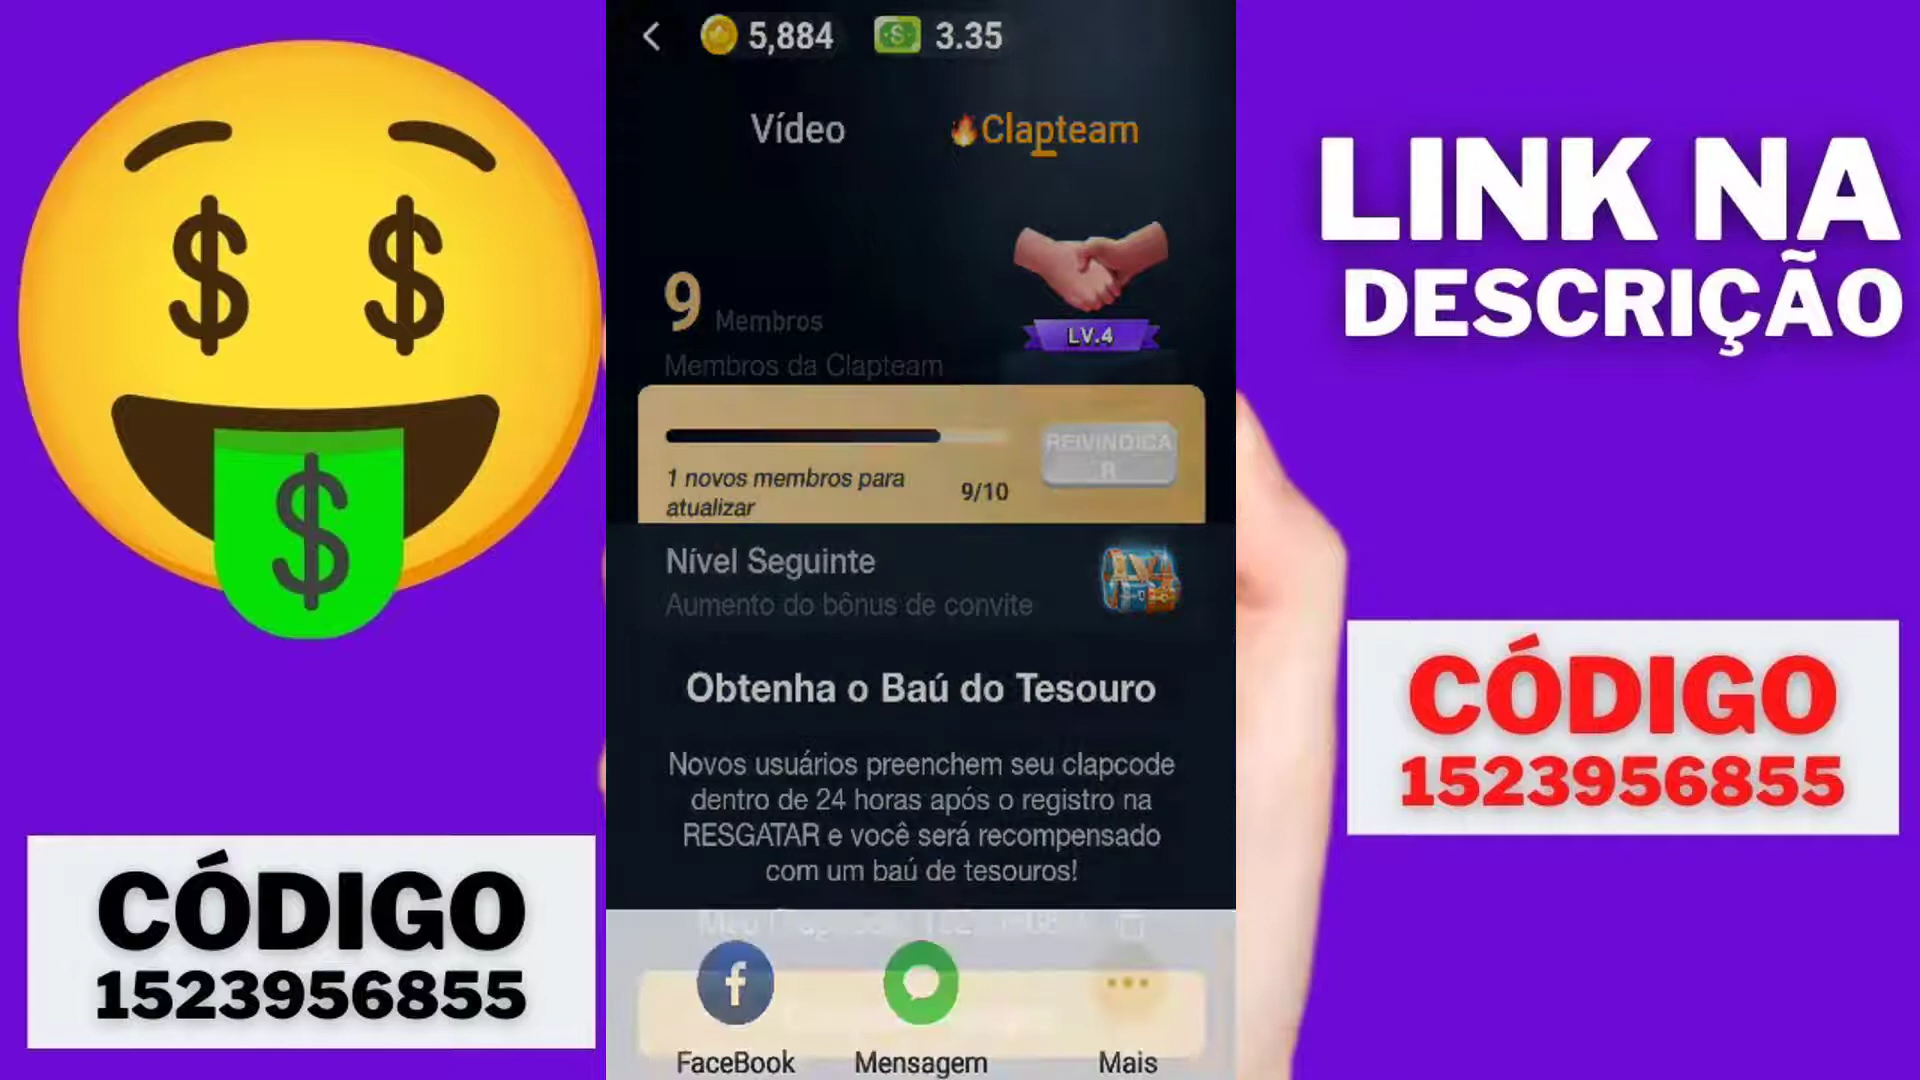 5,884
3.35
Vídeo
Clapteam
9 Membros
LV.4
Membros da Clapteam
1 novos membros para
atualizar
9/10
REIVINDICA
R
Nível Seguinte
Aumento do bônus de convite
Obtenha o Baú do Tesouro
Novos usuários preenchem seu clapcode
dentro de 24 horas após o registro na
RESGATAR e você será recompensado
com um baú de tesouros!
FaceBook
Mensagem
Mais
CÓDIGO
1523956855
LINK NA
DESCRIÇÃO
CÓDIGO
1523956855